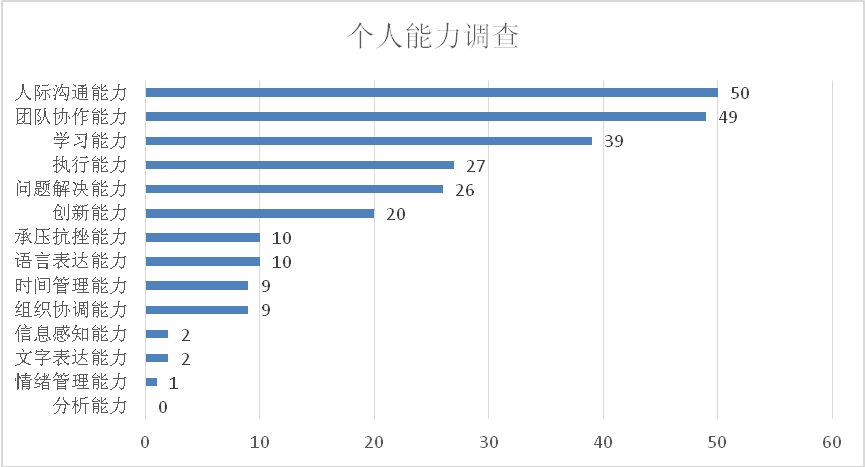 个人能力调查
人际沟通能力 50
团队协作能力 49
学习能力 39
执行能力 27
问题解决能力 26
创新能力 20
承压抗挫能力 10
语言表达能力 10
时间管理能力 9
组织协调能力 9
信息感知能力 2
文字表达能力 2
情绪管理能力 1
分析能力 0
0 10 20 30 40 50 60